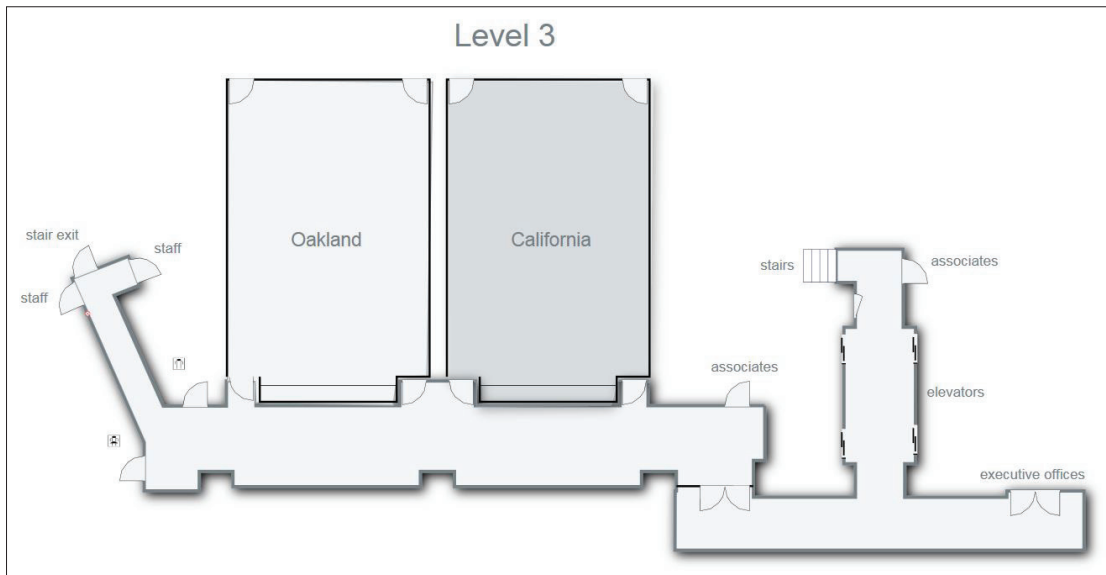 Level 3
Oakland
California
stair exit
staff
staff
stairs
associates
associates
elevators
executive offices